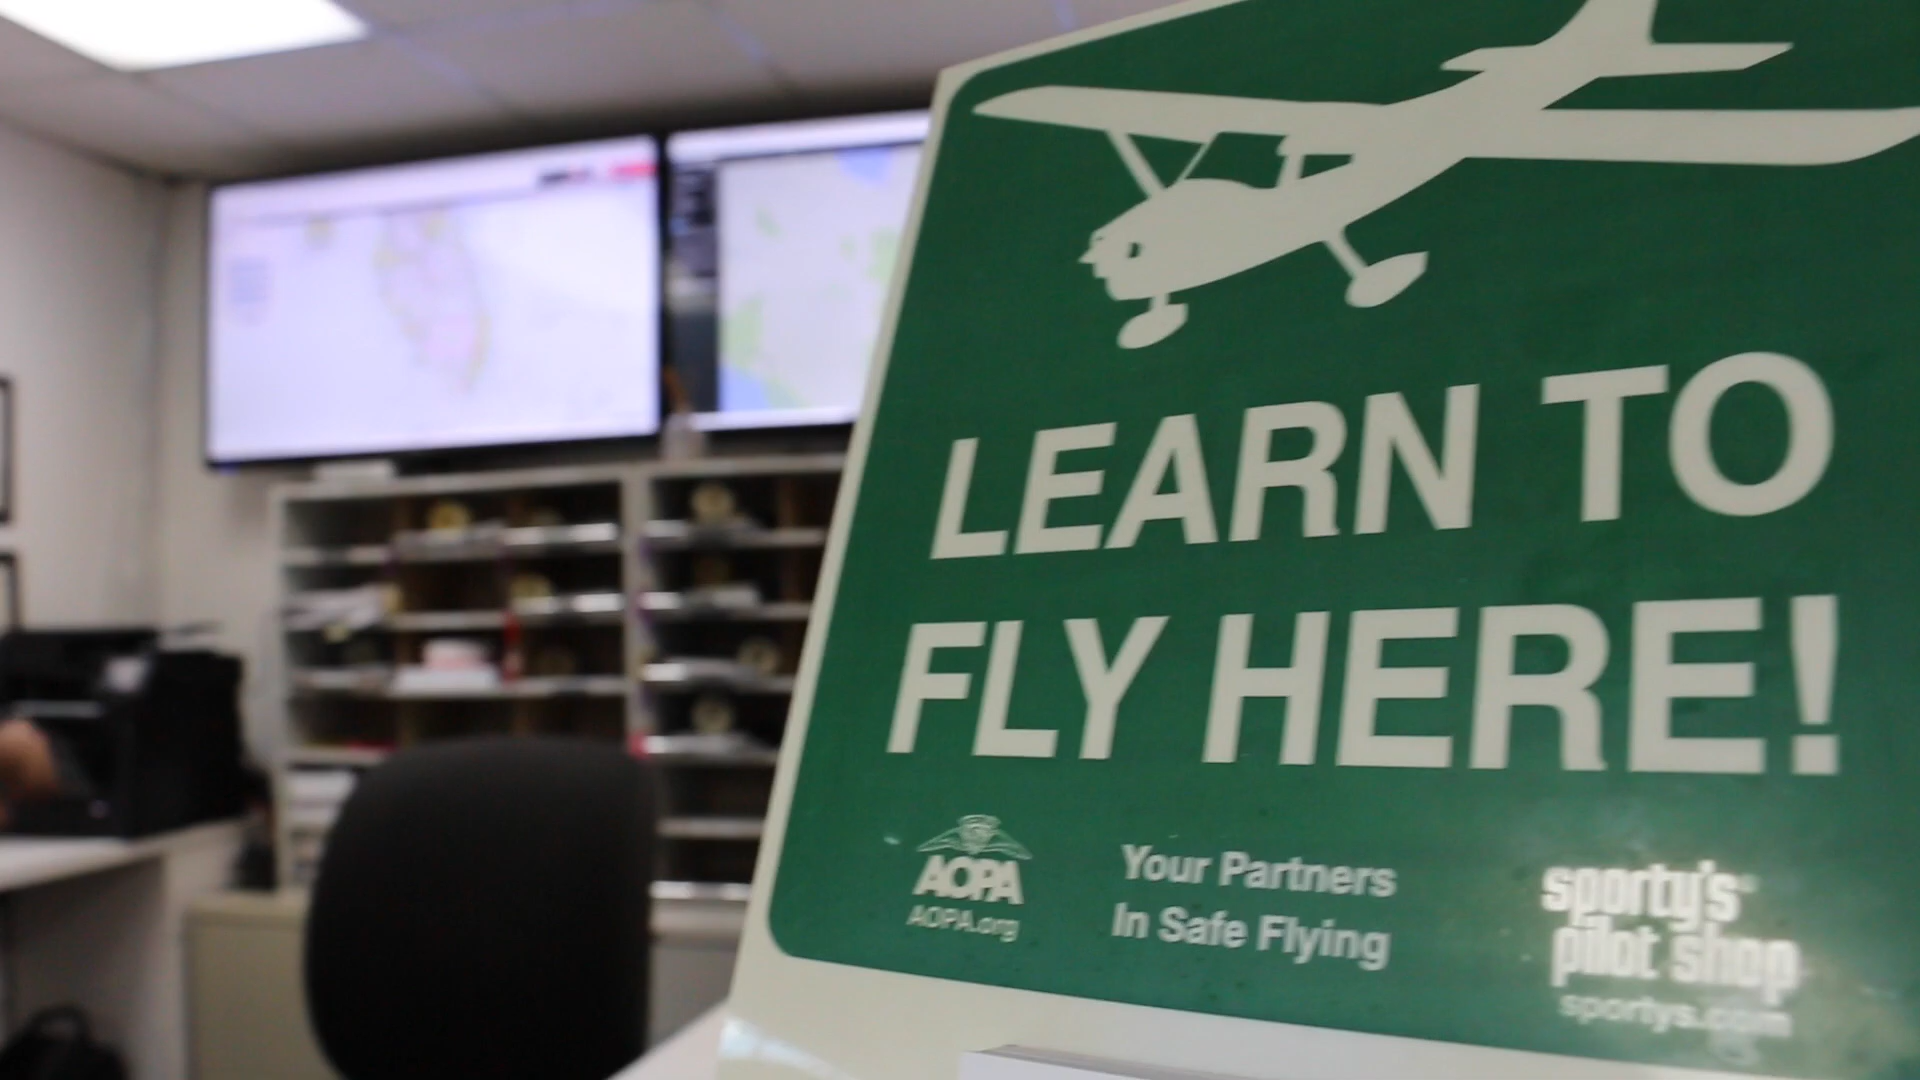 LEARN TO
FLY HERE!
AOPA
AOPA.org
Your Partners
In Safe Flying
sporty's
pilot shop
sportys.com